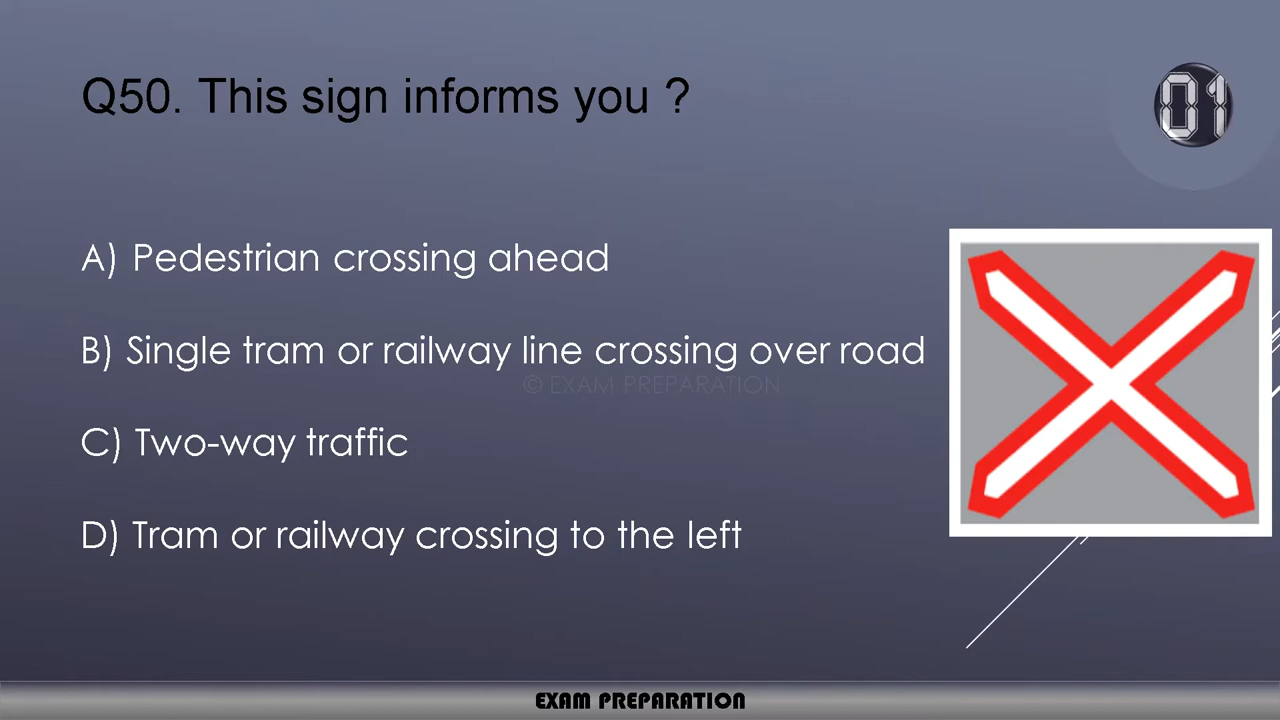 Q50. This sign informs you ?
01
A) Pedestrian crossing ahead
B) Single tram or railway line crossing over road
© EXAM PREPARATION
C) Two-way traffic
D) Tram or railway crossing to the left
EXAM PREPARATION